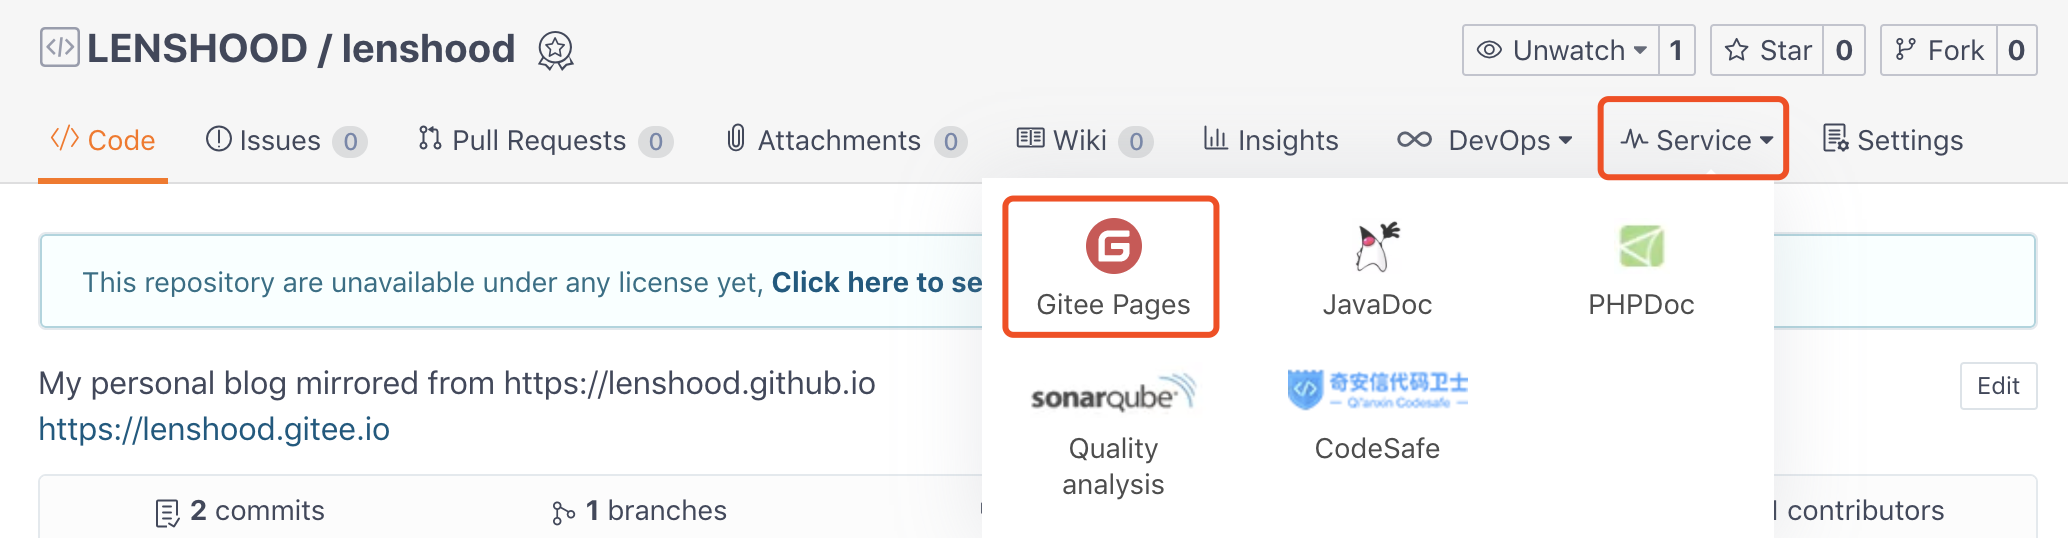 LENSHOOD / lenshood
Unwatch 1 Star 0 Fork 0
Code Issues 0 Pull Requests 0 Attachments 0 Wiki 0 Insights DevOps Service Settings
This repository are unavailable under any license yet, Click here to se
Gitee Pages JavaDoc PHPDoc
My personal blog mirrored from https://lenshood.github.io
Edit
https://lenshood.gitee.io
sonarqube
奇安信代码卫士
Qi'anxin Codesafe
Quality
analysis
CodeSafe
2 commits 1 branches contributors